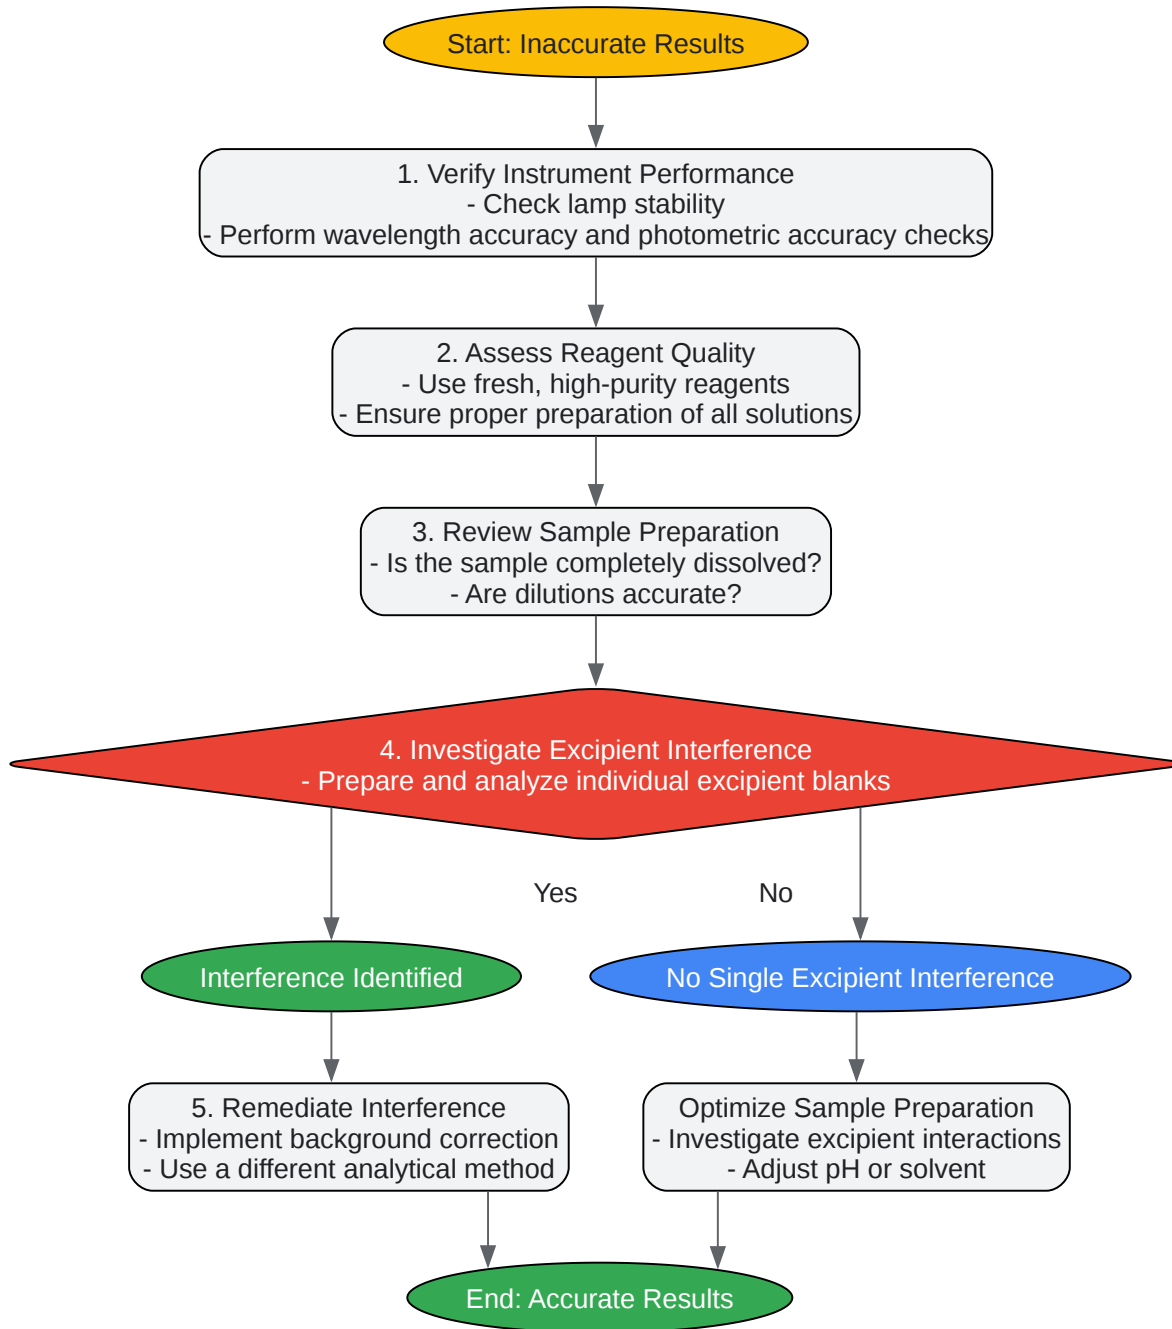 Start: Inaccurate Results
1. Verify Instrument Performance
- Check lamp stability
- Perform wavelength accuracy and photometric accuracy checks
2. Assess Reagent Quality
- Use fresh, high-purity reagents
- Ensure proper preparation of all solutions
3. Review Sample Preparation
- Is the sample completely dissolved?
- Are dilutions accurate?
4. Investigate Excipient Interference
- Prepare and analyze individual excipient blanks
Yes
No
Interference Identified
No Single Excipient Interference
5. Remediate Interference
- Implement background correction
- Use a different analytical method
Optimize Sample Preparation
- Investigate excipient interactions
- Adjust pH or solvent
End: Accurate Results